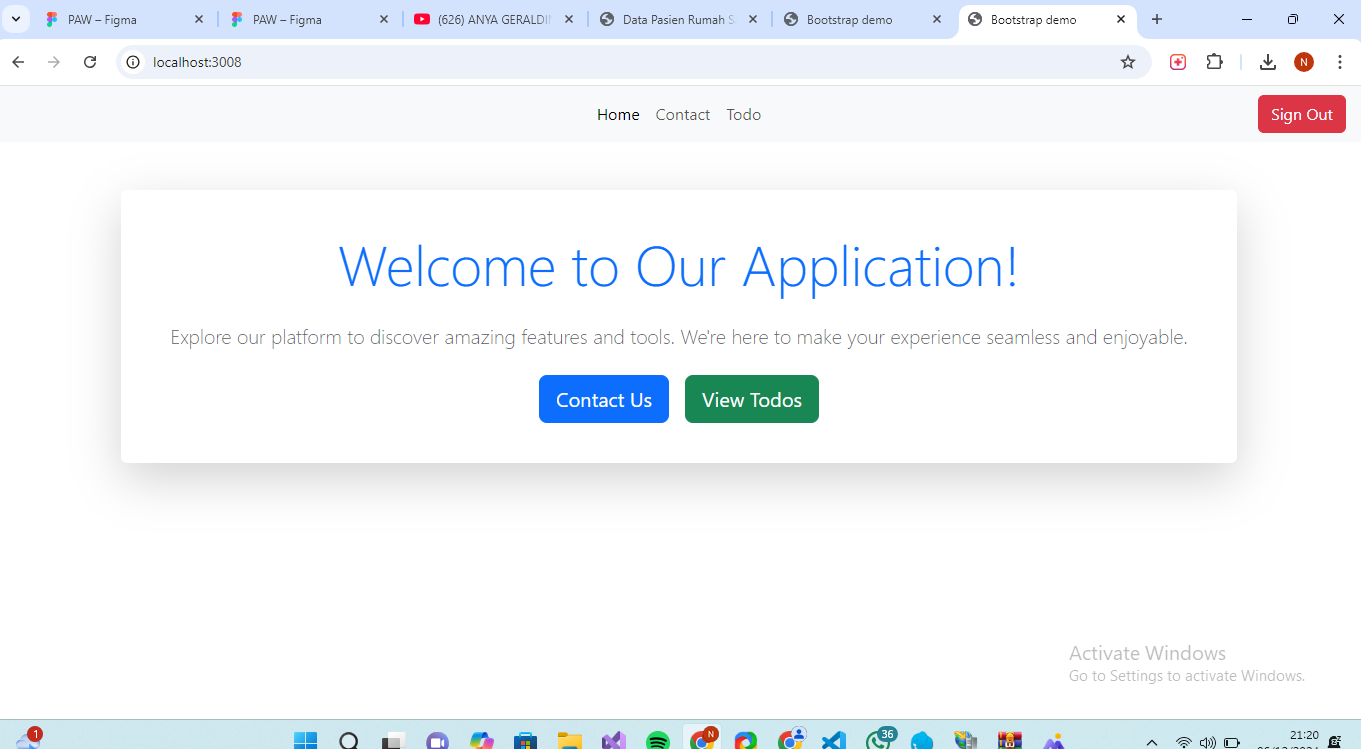 PAW – Figma
PAW – Figma
(626) ANYA GERALDI
Data Pasien Rumah S
Bootstrap demo
Bootstrap demo
localhost:3008
N
Home
Contact
Todo
Sign Out
Welcome to Our Application!
Explore our platform to discover amazing features and tools. We're here to make your experience seamless and enjoyable.
Contact Us
View Todos
Activate Windows
Go to Settings to activate Windows.
1
N
36
21:20